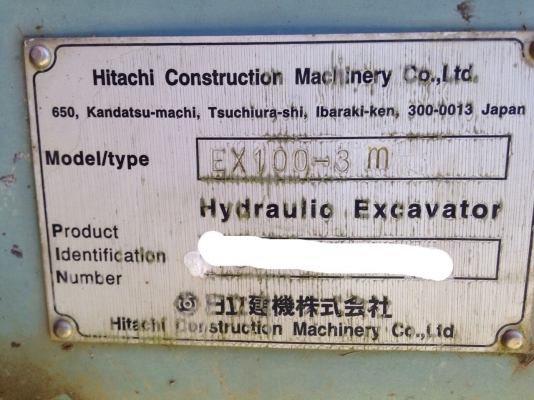 Hitachi Construction Machinery Co.,Ltd.
650, Kandatsu-machi, Tsuchiura-shi, Ibaraki-ken, 300-0013 Japan
Model/type EX100-3 m
Hydraulic Excavator
Product
Identification
Number
日立建機株式会社
Hitachi Construction Machinery Co.,Ltd